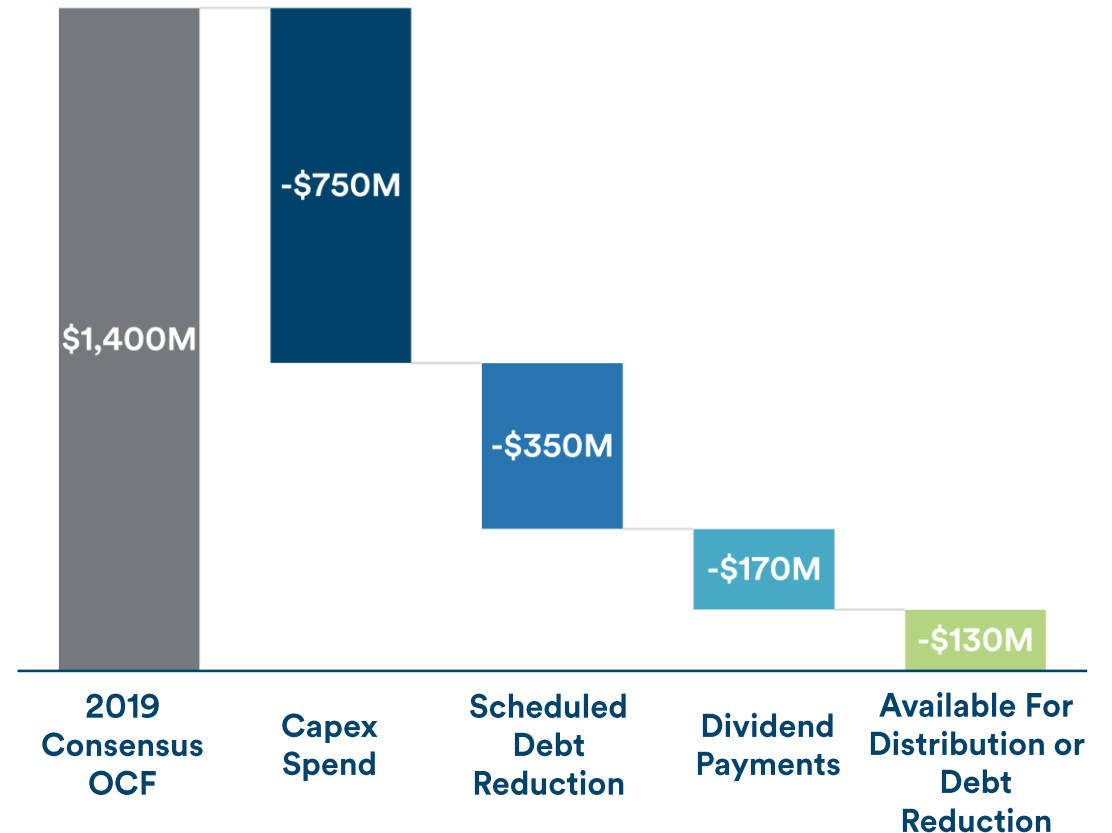 -$750M
$1,400M
-$350M
-$170M
-$130M
2019
Consensus
OCF
Capex
Spend
Scheduled
Debt
Reduction
Dividend
Payments
Available For
Distribution or
Debt
Reduction